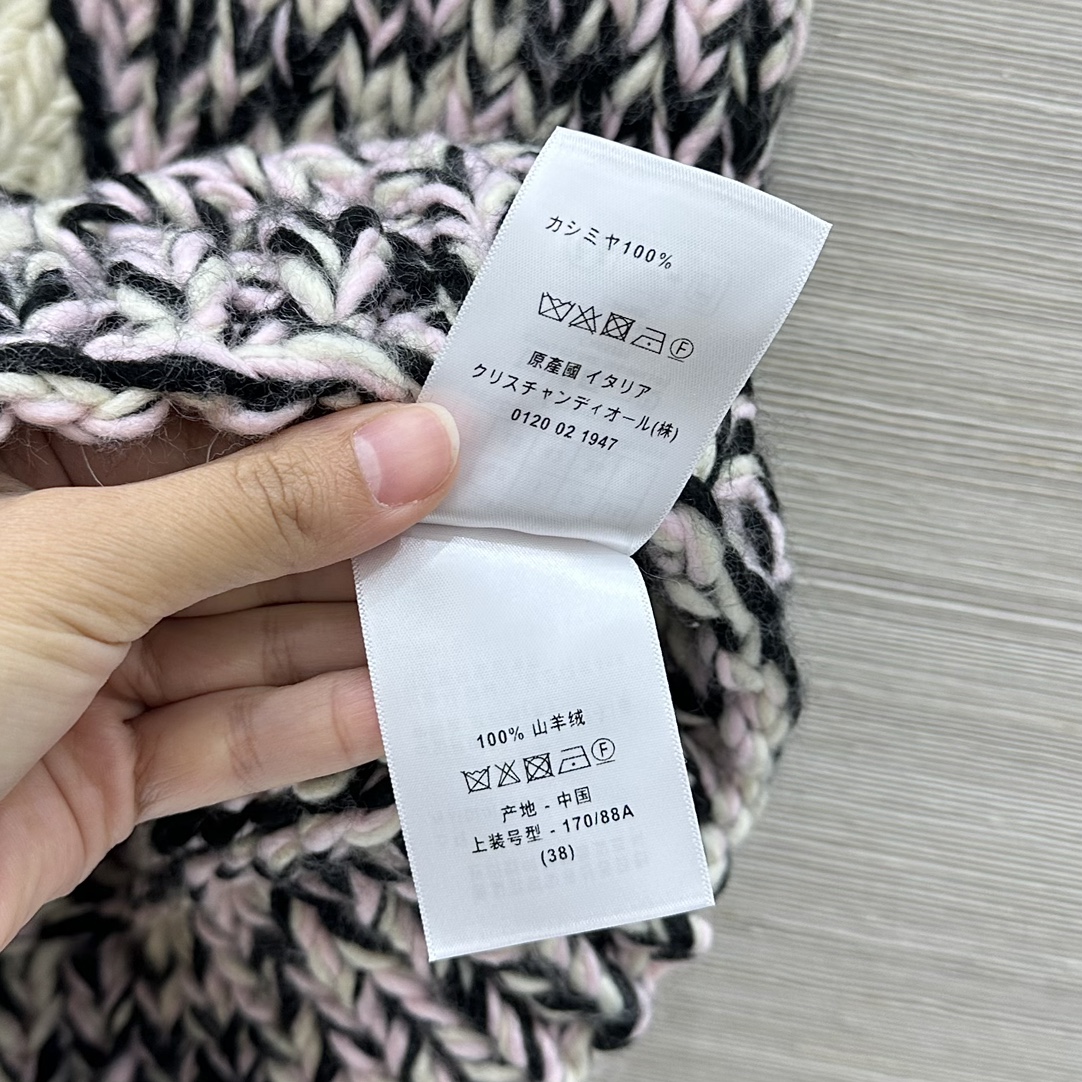 カシミヤ100%
F
原產國 イタリア
クリスチャンディオール(株)
0120 02 1947
100% 山羊绒
F
产地 - 中国
上装号型 - 170/88A
(38)